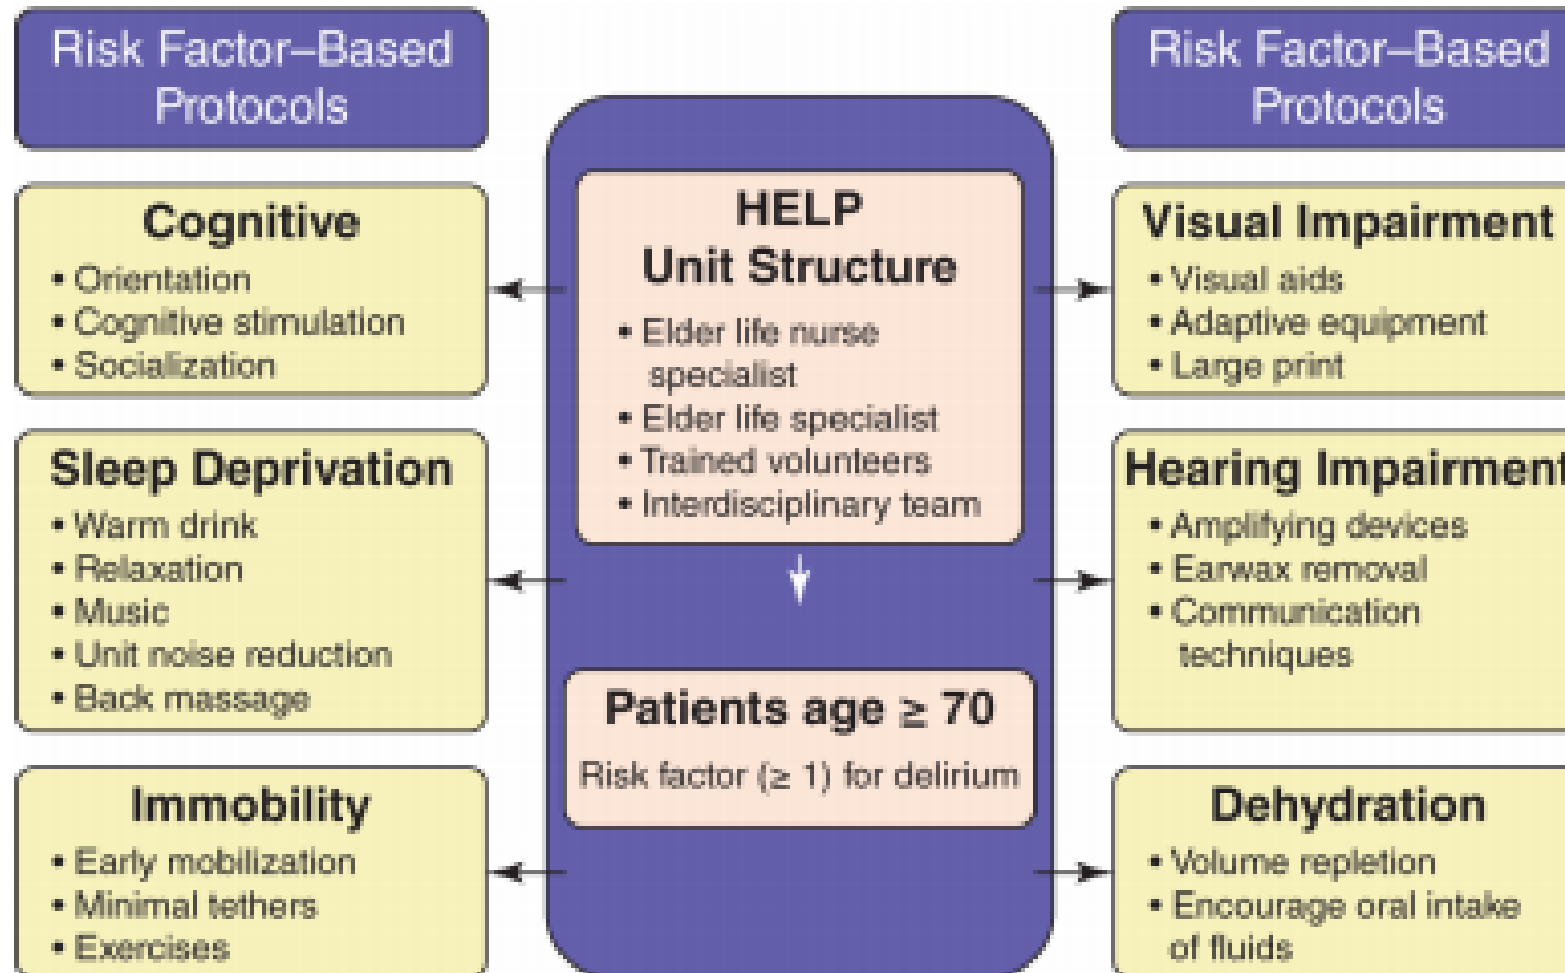 Risk Factor–Based
Protocols
Cognitive
• Orientation
• Cognitive stimulation
• Socialization
Sleep Deprivation
• Warm drink
• Relaxation
• Music
• Unit noise reduction
• Back massage
Immobility
• Early mobilization
• Minimal tethers
• Exercises
HELP
Unit Structure
• Elder life nurse
specialist
• Elder life specialist
• Trained volunteers
• Interdisciplinary team
Patients age ≥ 70
Risk factor (≥ 1) for delirium
Risk Factor–Based
Protocols
Visual Impairment
• Visual aids
• Adaptive equipment
• Large print
Hearing Impairment
• Amplifying devices
• Earwax removal
• Communication
techniques
Dehydration
• Volume repletion
• Encourage oral intake
of fluids